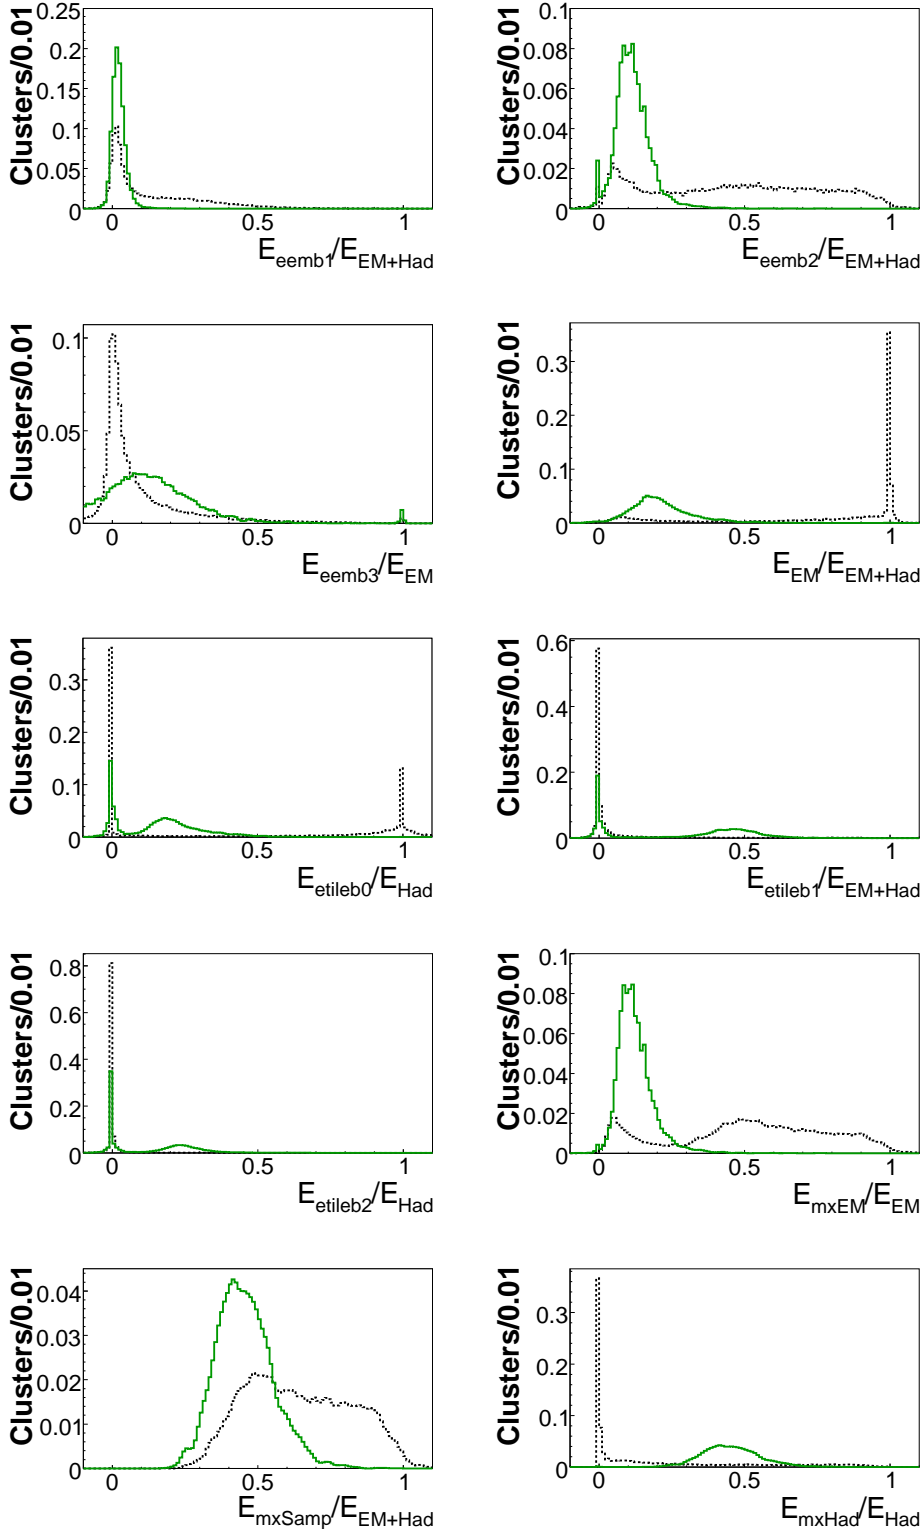 Clusters/0.01
0.25
0.2
0.15
0.1
0.05
0
0 0.5 1
E_eemb1/E_EM+Had
Clusters/0.01
0.1
0.08
0.06
0.04
0.02
0
0 0.5 1
E_eemb2/E_EM+Had
Clusters/0.01
0.1
0.05
0
0 0.5 1
E_eemb3/E_EM
Clusters/0.01
0.3
0.2
0.1
0
0 0.5 1
E_EM/E_EM+Had
Clusters/0.01
0.3
0.2
0.1
0
0 0.5 1
E_etileb0/E_Had
Clusters/0.01
0.6
0.4
0.2
0
0 0.5 1
E_etileb1/E_EM+Had
Clusters/0.01
0.8
0.6
0.4
0.2
0
0 0.5 1
E_etileb2/E_Had
Clusters/0.01
0.1
0.08
0.06
0.04
0.02
0
0 0.5 1
E_mxEM/E_EM
Clusters/0.01
0.04
0.03
0.02
0.01
0
0 0.5 1
E_mxSamp/E_EM+Had
Clusters/0.01
0.3
0.2
0.1
0
0 0.5 1
E_mxHad/E_Had